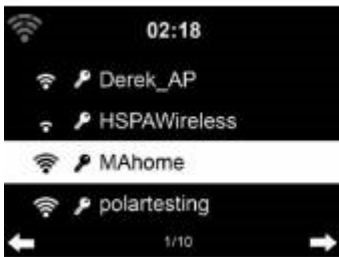 02:18
Derek_AP
HSPAWireless
MAhome
polartesting
1/10